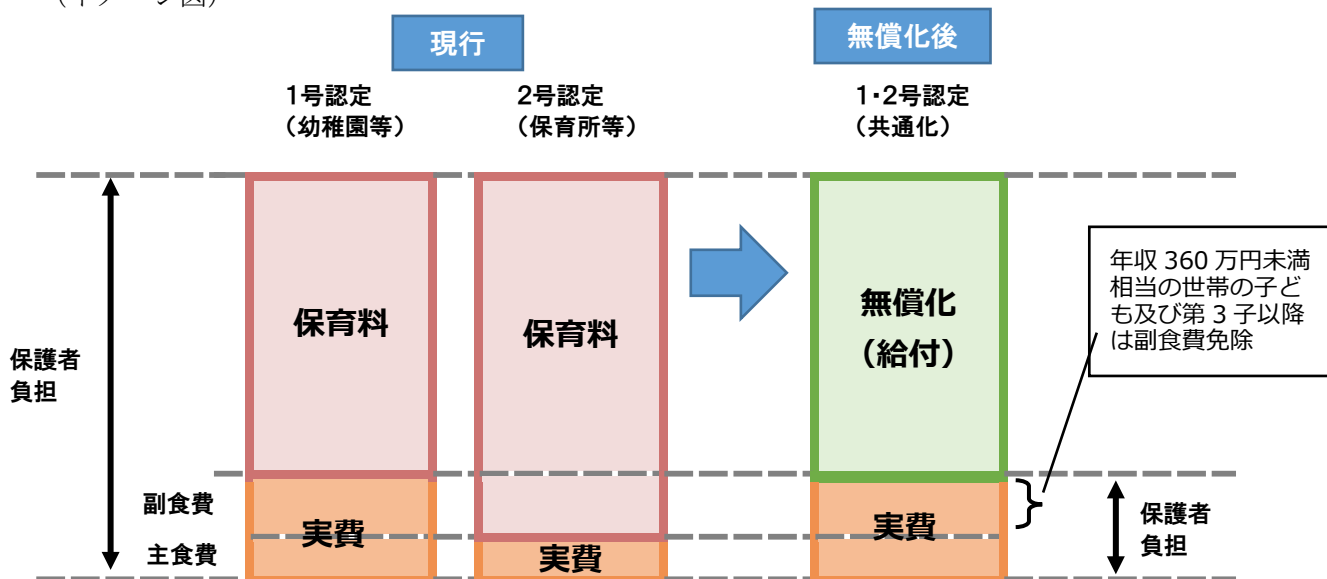 現行
無償化後
1号認定
（幼稚園等）
2号認定
（保育所等）
1・2号認定
（共通化）
保育料
保育料
無償化
（給付）
年収 360 万円未満
相当の世帯の子ど
も及び第 3 子以降
は副食費免除
保護者
負担
副食費
主食費
実費
実費
実費
保護者
負担